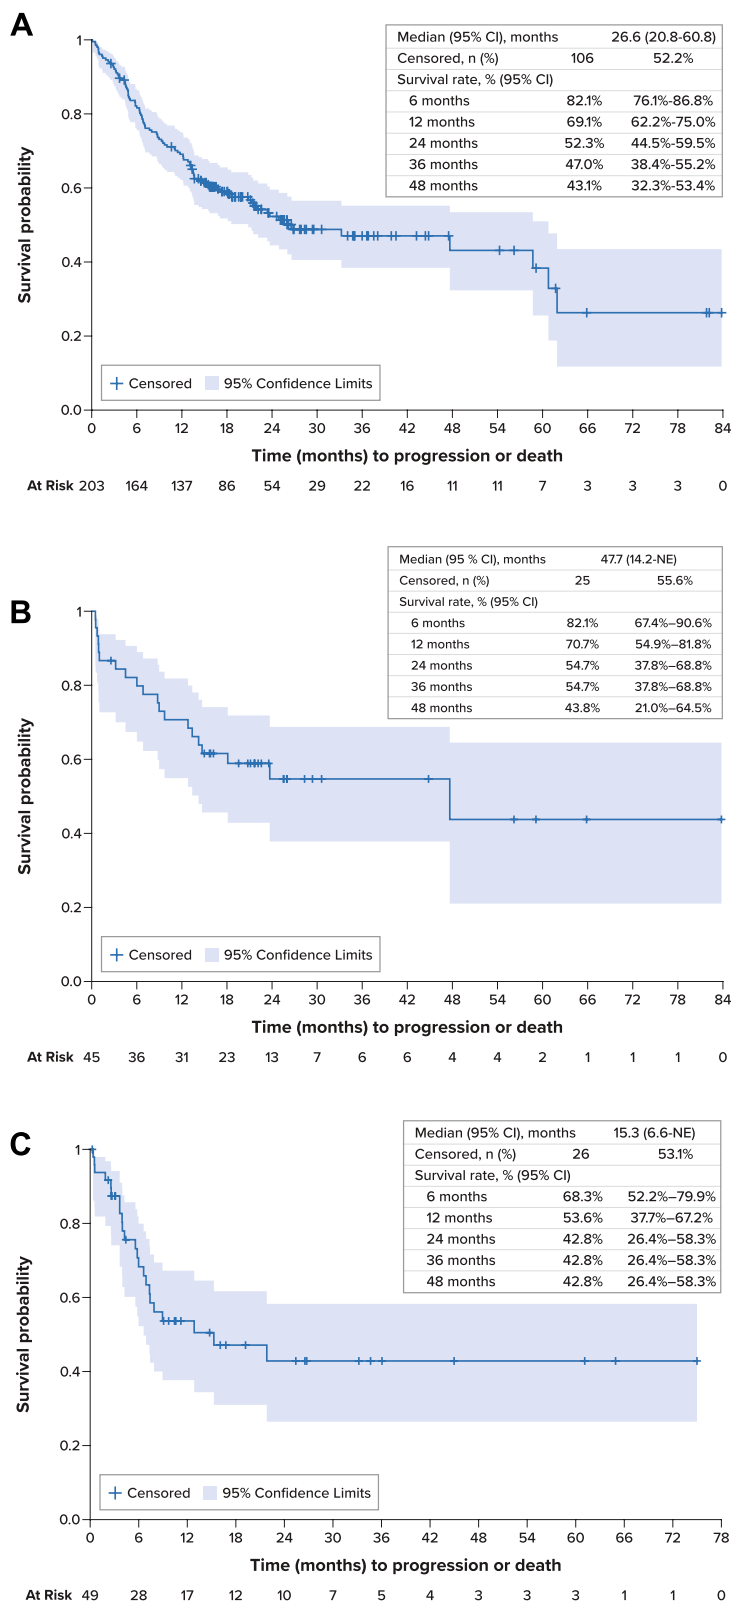 A
Median (95% CI), months 26.6 (20.8-60.8)
Censored, n (%) 106 52.2%
Survival rate, % (95% CI)
6 months 82.1% 76.1%-86.8%
12 months 69.1% 62.2%-75.0%
24 months 52.3% 44.5%-59.5%
36 months 47.0% 38.4%-55.2%
48 months 43.1% 32.3%-53.4%
Survival probability
1
0.8
0.6
0.4
0.2
0.0
Censored 95% Confidence Limits
0 6 12 18 24 30 36 42 48 54 60 66 72 78 84
Time (months) to progression or death
At Risk 203 164 137 86 54 29 22 16 11 11 7 3 3 3 0
B
Median (95 % CI), months 47.7 (14.2-NE)
Censored, n (%) 25 55.6%
Survival rate, % (95% CI)
6 months 82.1% 67.4%–90.6%
12 months 70.7% 54.9%–81.8%
24 months 54.7% 37.8%–68.8%
36 months 54.7% 37.8%–68.8%
48 months 43.8% 21.0%–64.5%
Survival probability
1
0.8
0.6
0.4
0.2
0.0
Censored 95% Confidence Limits
0 6 12 18 24 30 36 42 48 54 60 66 72 78 84
Time (months) to progression or death
At Risk 45 36 31 23 13 7 6 6 4 4 2 1 1 1 0
C
Median (95% CI), months 15.3 (6.6-NE)
Censored, n (%) 26 53.1%
Survival rate, % (95% CI)
6 months 68.3% 52.2%–79.9%
12 months 53.6% 37.7%–67.2%
24 months 42.8% 26.4%–58.3%
36 months 42.8% 26.4%–58.3%
48 months 42.8% 26.4%–58.3%
Survival probability
1
0.8
0.6
0.4
0.2
0.0
Censored 95% Confidence Limits
0 6 12 18 24 30 36 42 48 54 60 66 72 78
Time (months) to progression or death
At Risk 49 28 17 12 10 7 5 4 3 3 3 1 1 0